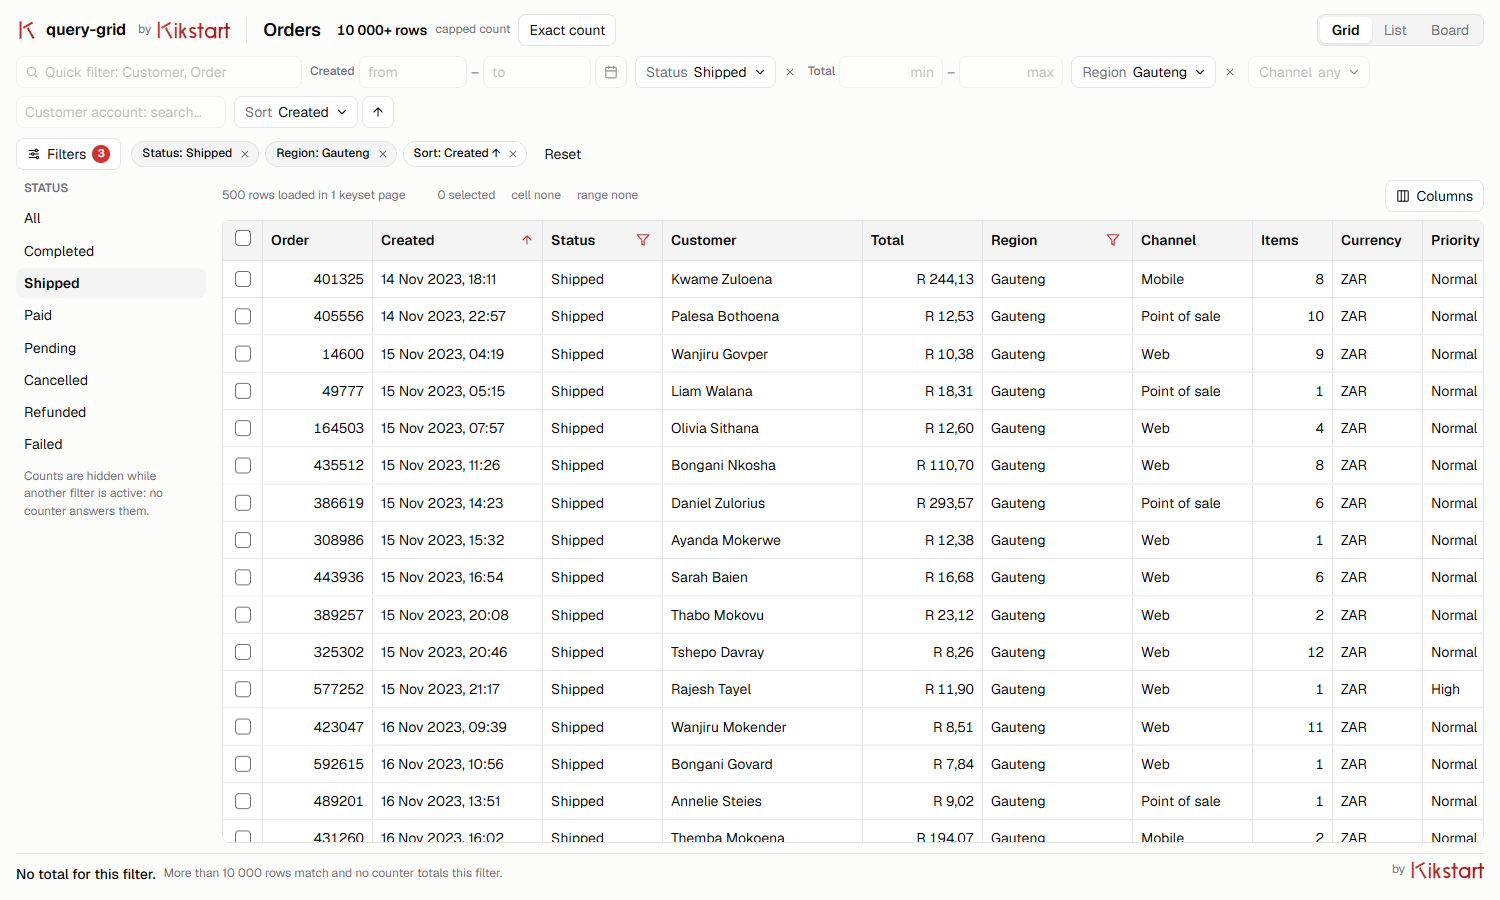 query-grid by Kikstart Orders 10 000+ rows capped count Exact count Grid List Board
Quick filter: Customer, Order Created from – to Status Shipped × Total min – max Region Gauteng × Channel any
Customer account: search... Sort Created ↑
Filters 3 Status: Shipped × Region: Gauteng × Sort: Created ↑ × Reset
STATUS
All
Completed
Shipped
Paid
Pending
Cancelled
Refunded
Failed
Counts are hidden while
another filter is active: no
counter answers them.
500 rows loaded in 1 keyset page 0 selected cell none range none Columns
Order Created ↑ Status Customer Total Region Channel Items Currency Priority
401325 14 Nov 2023, 18:11 Shipped Kwame Zuloena R 244,13 Gauteng Mobile 8 ZAR Normal
405556 14 Nov 2023, 22:57 Shipped Palesa Bothoena R 12,53 Gauteng Point of sale 10 ZAR Normal
14600 15 Nov 2023, 04:19 Shipped Wanjiru Govper R 10,38 Gauteng Web 9 ZAR Normal
49777 15 Nov 2023, 05:15 Shipped Liam Walana R 18,31 Gauteng Point of sale 1 ZAR Normal
164503 15 Nov 2023, 07:57 Shipped Olivia Sithana R 12,60 Gauteng Web 4 ZAR Normal
435512 15 Nov 2023, 11:26 Shipped Bongani Nkosha R 110,70 Gauteng Web 8 ZAR Normal
386619 15 Nov 2023, 14:23 Shipped Daniel Zulorius R 293,57 Gauteng Point of sale 6 ZAR Normal
308986 15 Nov 2023, 15:32 Shipped Ayanda Mokerwe R 12,38 Gauteng Web 1 ZAR Normal
443936 15 Nov 2023, 16:54 Shipped Sarah Baien R 16,68 Gauteng Web 6 ZAR Normal
389257 15 Nov 2023, 20:08 Shipped Thabo Mokovu R 23,12 Gauteng Web 2 ZAR Normal
325302 15 Nov 2023, 20:46 Shipped Tshepo Davray R 8,26 Gauteng Web 12 ZAR Normal
577252 15 Nov 2023, 21:17 Shipped Rajesh Tayel R 11,90 Gauteng Web 1 ZAR High
423047 16 Nov 2023, 09:39 Shipped Wanjiru Mokender R 8,51 Gauteng Web 11 ZAR Normal
592615 16 Nov 2023, 10:56 Shipped Bongani Govard R 7,84 Gauteng Web 1 ZAR Normal
489201 16 Nov 2023, 13:51 Shipped Annelie Steies R 9,02 Gauteng Point of sale 1 ZAR Normal
431260 16 Nov 2023, 16:02 Shipped Themba Mokoena R 194,07 Gauteng Mobile 2 ZAR Normal
No total for this filter. More than 10 000 rows match and no counter totals this filter. by Kikstart